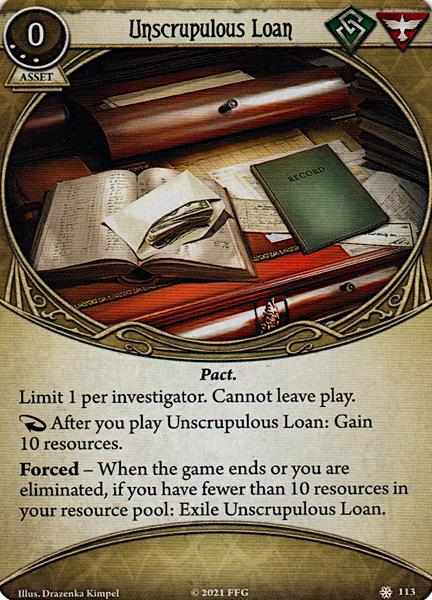 0
Unscrupulous Loan
ASSET
RECORD
Pact.
Limit 1 per investigator. Cannot leave play.
After you play Unscrupulous Loan: Gain
10 resources.
Forced – When the game ends or you are
eliminated, if you have fewer than 10 resources in
your resource pool: Exile Unscrupulous Loan.
Illus. Drazenka Kimpel
© 2021 FFG
113